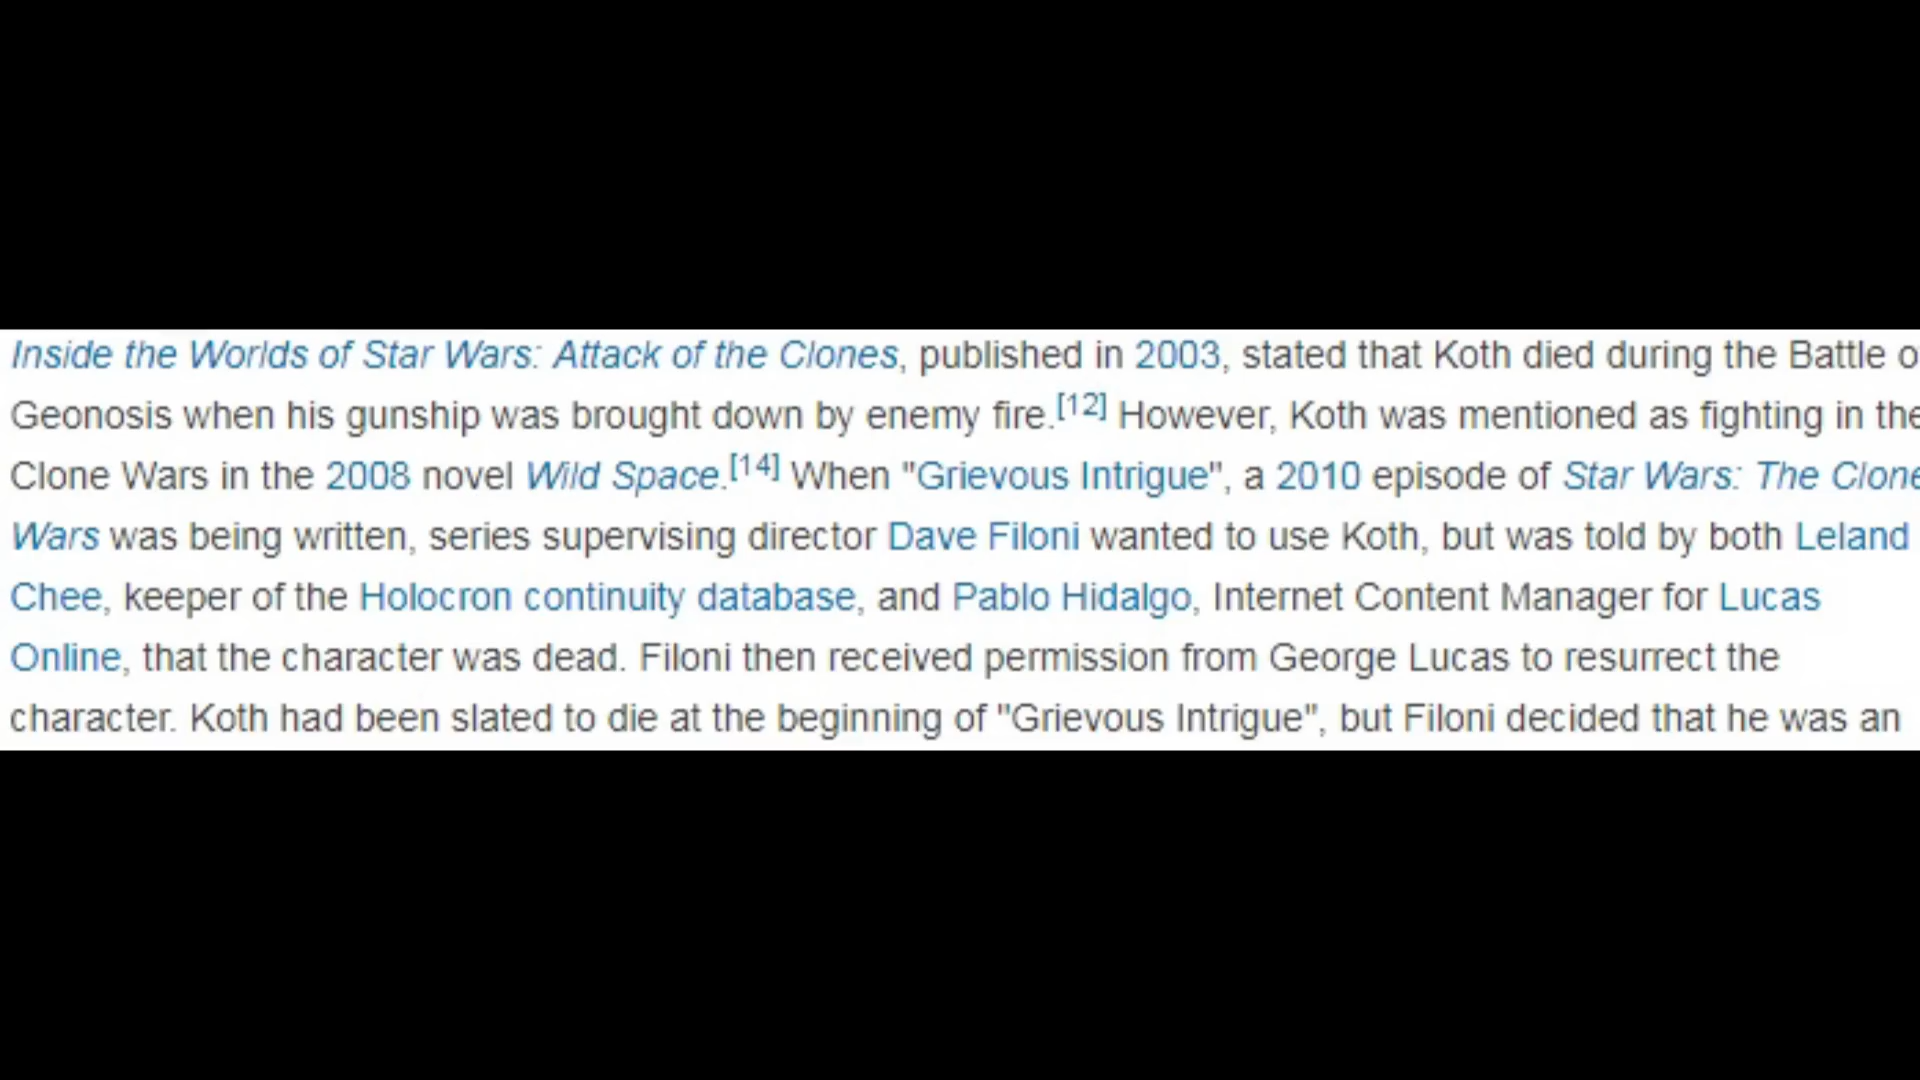 Inside the Worlds of Star Wars: Attack of the Clones, published in 2003, stated that Koth died during the Battle o
Geonosis when his gunship was brought down by enemy fire.[12] However, Koth was mentioned as fighting in the
Clone Wars in the 2008 novel Wild Space.[14] When "Grievous Intrigue", a 2010 episode of Star Wars: The Clone
Wars was being written, series supervising director Dave Filoni wanted to use Koth, but was told by both Leland
Chee, keeper of the Holocron continuity database, and Pablo Hidalgo, Internet Content Manager for Lucas
Online, that the character was dead. Filoni then received permission from George Lucas to resurrect the
character. Koth had been slated to die at the beginning of "Grievous Intrigue", but Filoni decided that he was an